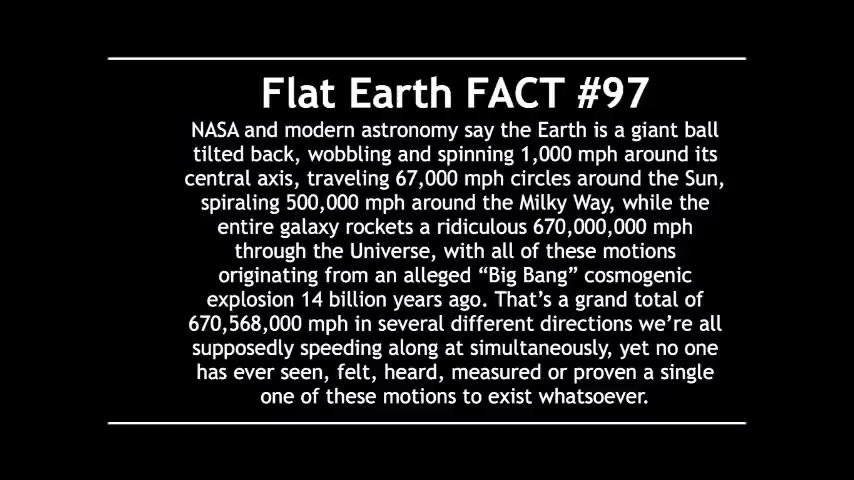 Flat Earth FACT #97
NASA and modern astronomy say the Earth is a giant ball
tilted back, wobbling and spinning 1,000 mph around its
central axis, traveling 67,000 mph circles around the Sun,
spiraling 500,000 mph around the Milky Way, while the
entire galaxy rockets a ridiculous 670,000,000 mph
through the Universe, with all of these motions
originating from an alleged “Big Bang” cosmogenic
explosion 14 billion years ago. That’s a grand total of
670,568,000 mph in several different directions we’re all
supposedly speeding along at simultaneously, yet no one
has ever seen, felt, heard, measured or proven a single
one of these motions to exist whatsoever.